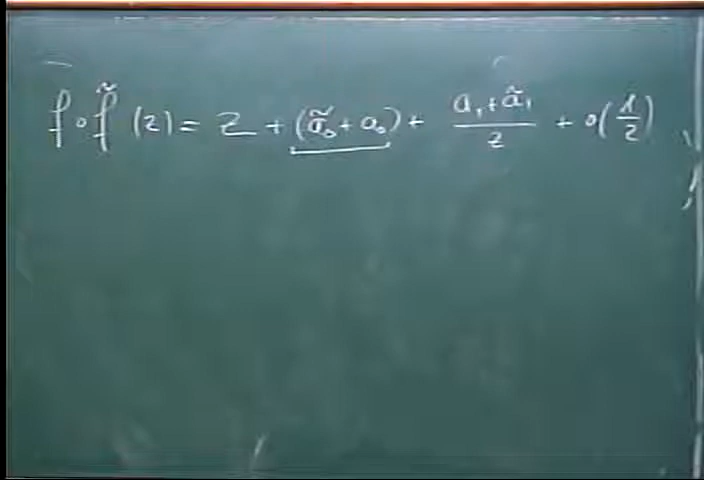 f∘f̃ (z) = z + (ã₀ + a₀) + (a₁ + ã₁)/z + o(1/z)